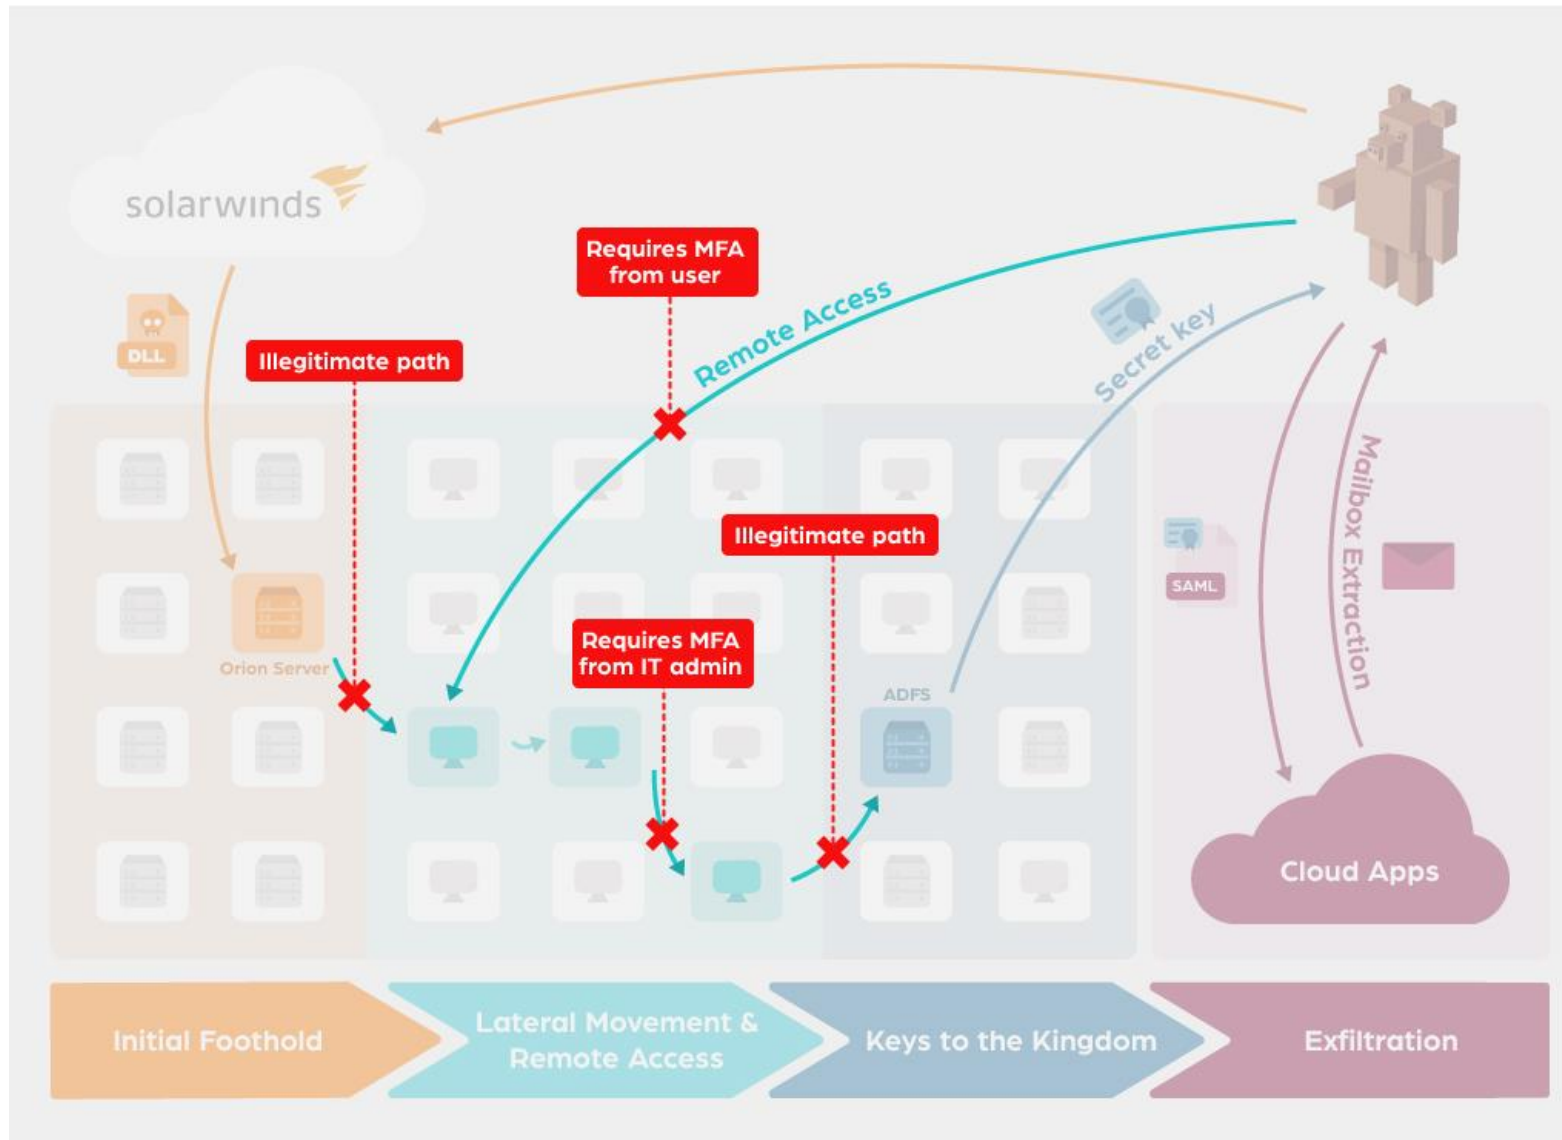 solarwinds
Requires MFA
from user
Remote Access
Secret key
DLL
Illegitimate path
Mailbox Extraction
Illegitimate path
SAML
Orion Server
Requires MFA
from IT admin
ADFS
Cloud Apps
Initial Foothold
Lateral Movement &
Remote Access
Keys to the Kingdom
Exfiltration